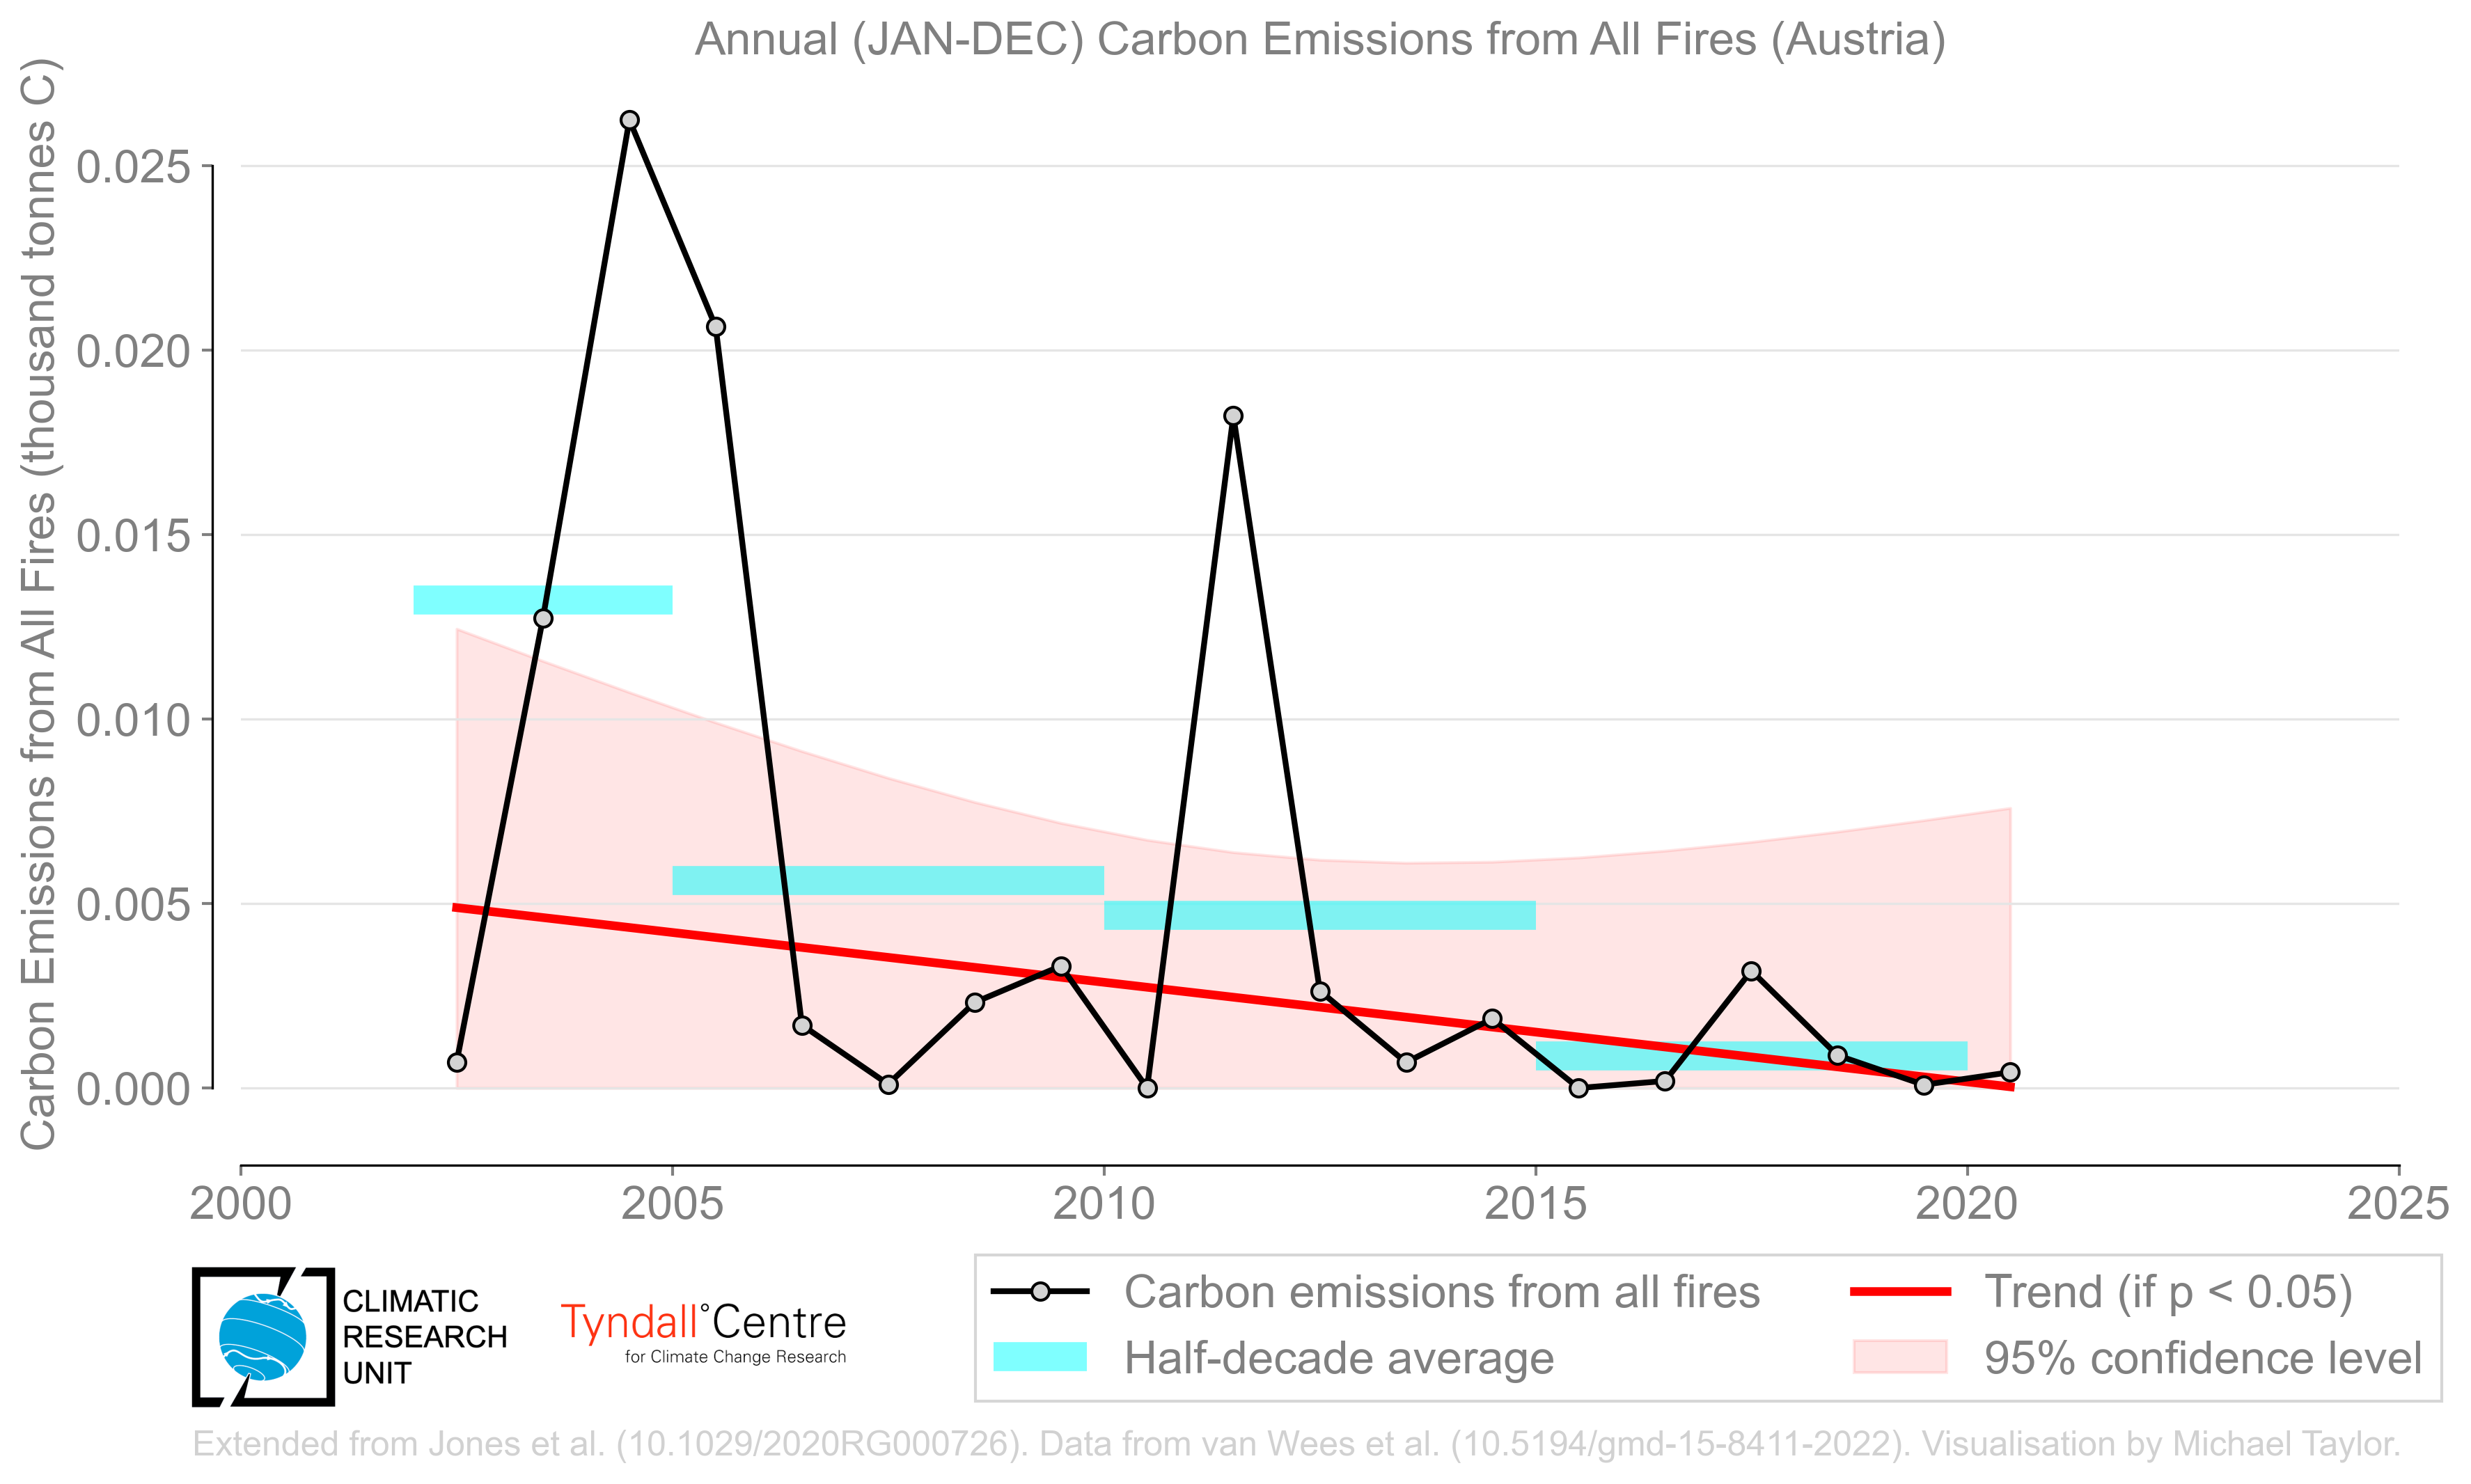 Annual (JAN-DEC) Carbon Emissions from All Fires (Austria)
Carbon Emissions from All Fires (thousand tonnes C)
0.025
0.020
0.015
0.010
0.005
0.000
2000
2005
2010
2015
2020
2025
CLIMATIC
RESEARCH
UNIT
Tyndall°Centre
for Climate Change Research
Carbon emissions from all fires
Half-decade average
Trend (if p < 0.05)
95% confidence level
Extended from Jones et al. (10.1029/2020RG000726). Data from van Wees et al. (10.5194/gmd-15-8411-2022). Visualisation by Michael Taylor.